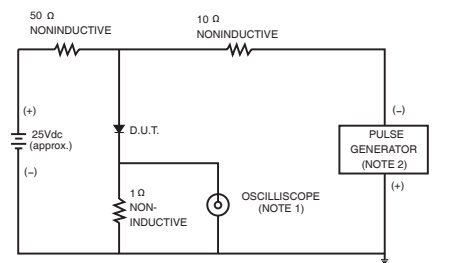 50 Ω
NONINDUCTIVE
10 Ω
NONINDUCTIVE
(+)
25Vdc
(approx.)
(−)
D.U.T.
1 Ω
NON-
INDUCTIVE
OSCILLISCOPE
(NOTE 1)
(−)
PULSE
GENERATOR
(NOTE 2)
(+)